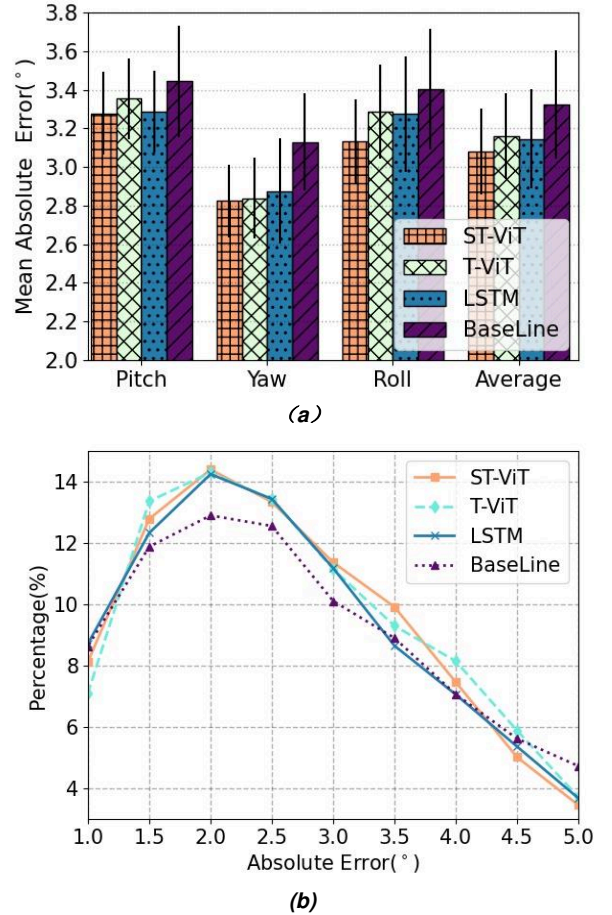 3.8
3.6
3.4
3.2
3.0
2.8
2.6
2.4
2.2
2.0
Mean Absolute Error(°)
ST-ViT
T-ViT
LSTM
BaseLine
Pitch Yaw Roll Average
(a)
14
12
10
8
6
4
Percentage(%)
ST-ViT
T-ViT
LSTM
BaseLine
1.0 1.5 2.0 2.5 3.0 3.5 4.0 4.5 5.0
Absolute Error(°)
(b)